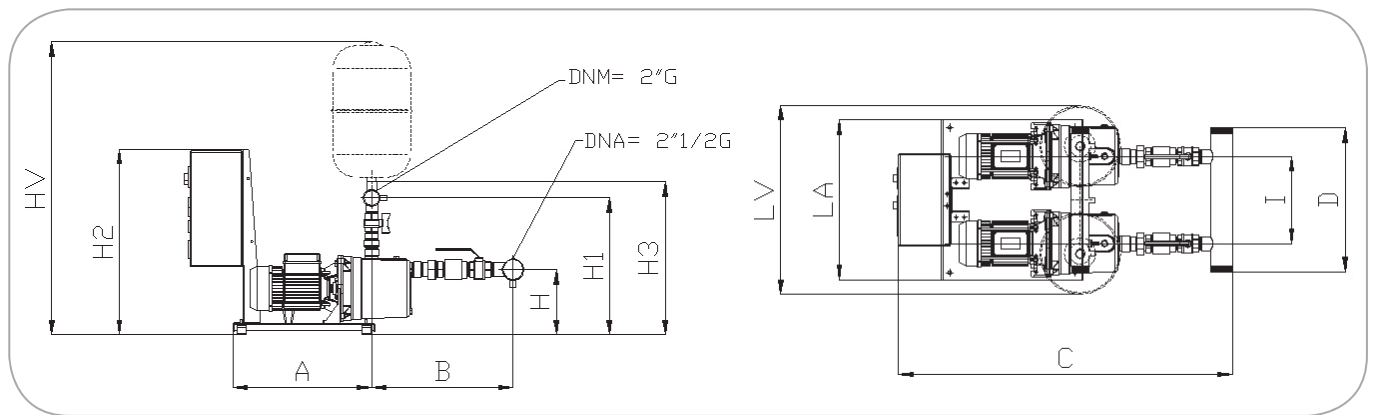 DNM= 2"G
DNA= 2"1/2G
HV
H2
H
H1
H3
A
B
LV
LA
I
D
C